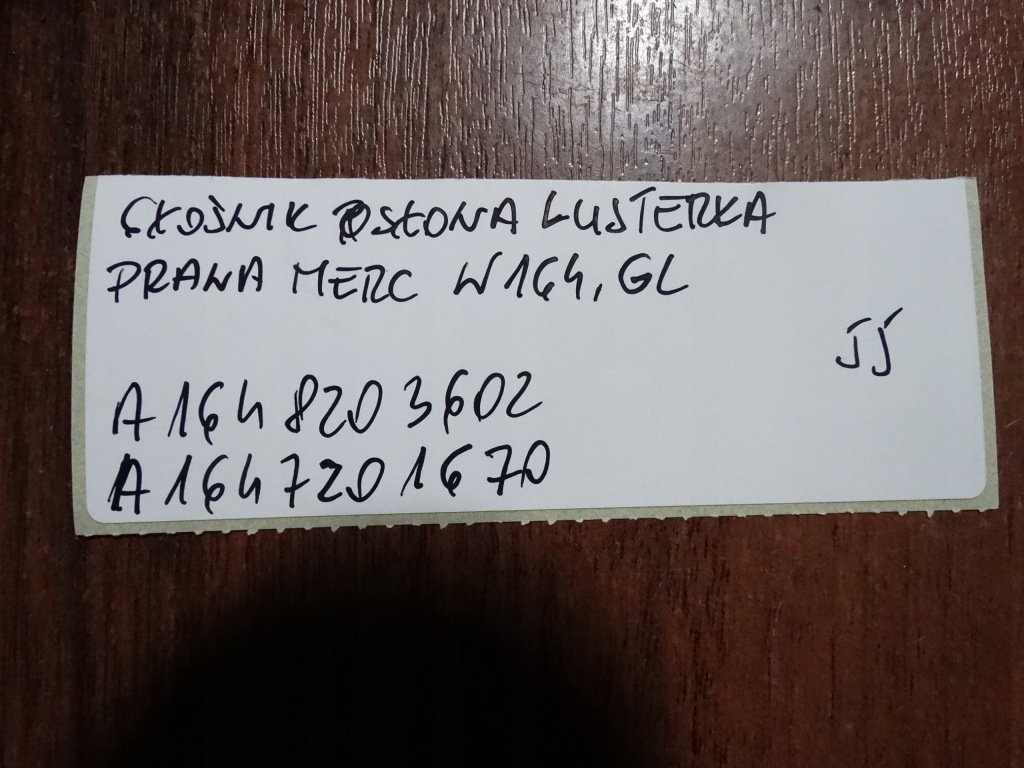 GŁOŚNIK OSŁONA LUSTERKA
PRAWA MERC W164, GL
JJ
A 164 820 3602
A 164 720 1670